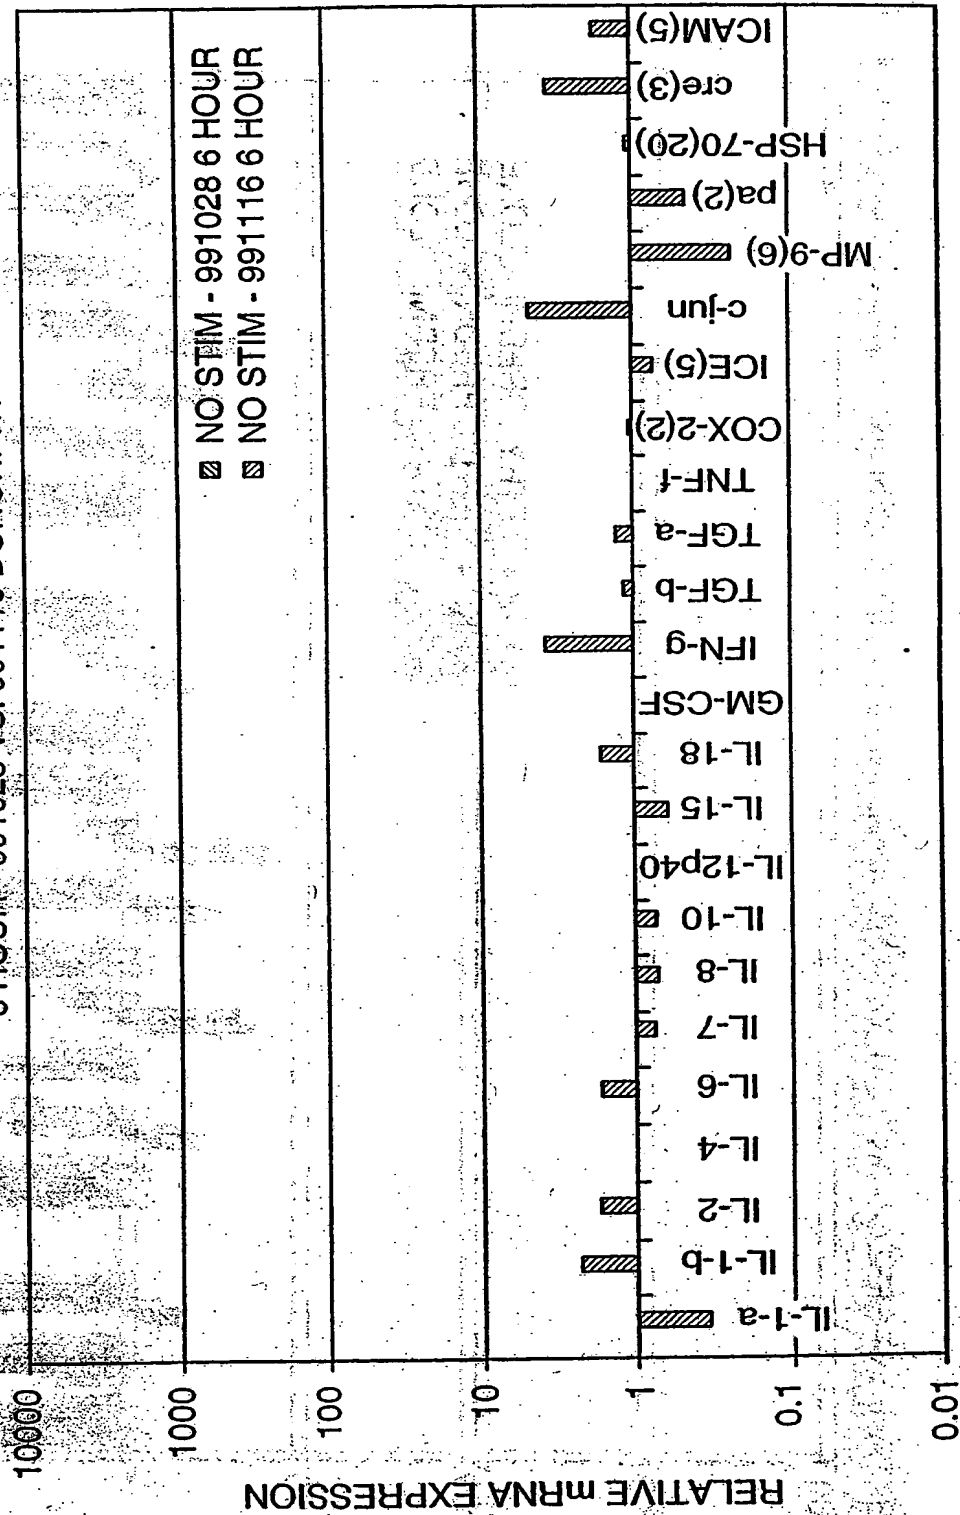 NO STIM - 991028 6 HOUR
NO STIM - 991116 6 HOUR
RELATIVE mRNA EXPRESSION
10000
1000
100
10
1
0.1
0.01
IL-1-a
IL-1-b
IL-2
IL-4
IL-6
IL-7
IL-8
IL-10
IL-12p40
IL-15
IL-18
GM-CSF
IFN-g
TGF-b
TGF-a
TNF-f
COX-2(2)
ICE(5)
c-jun
MP-9(6)
pa(2)
HSP-70(20)
cre(3)
ICAM(5)